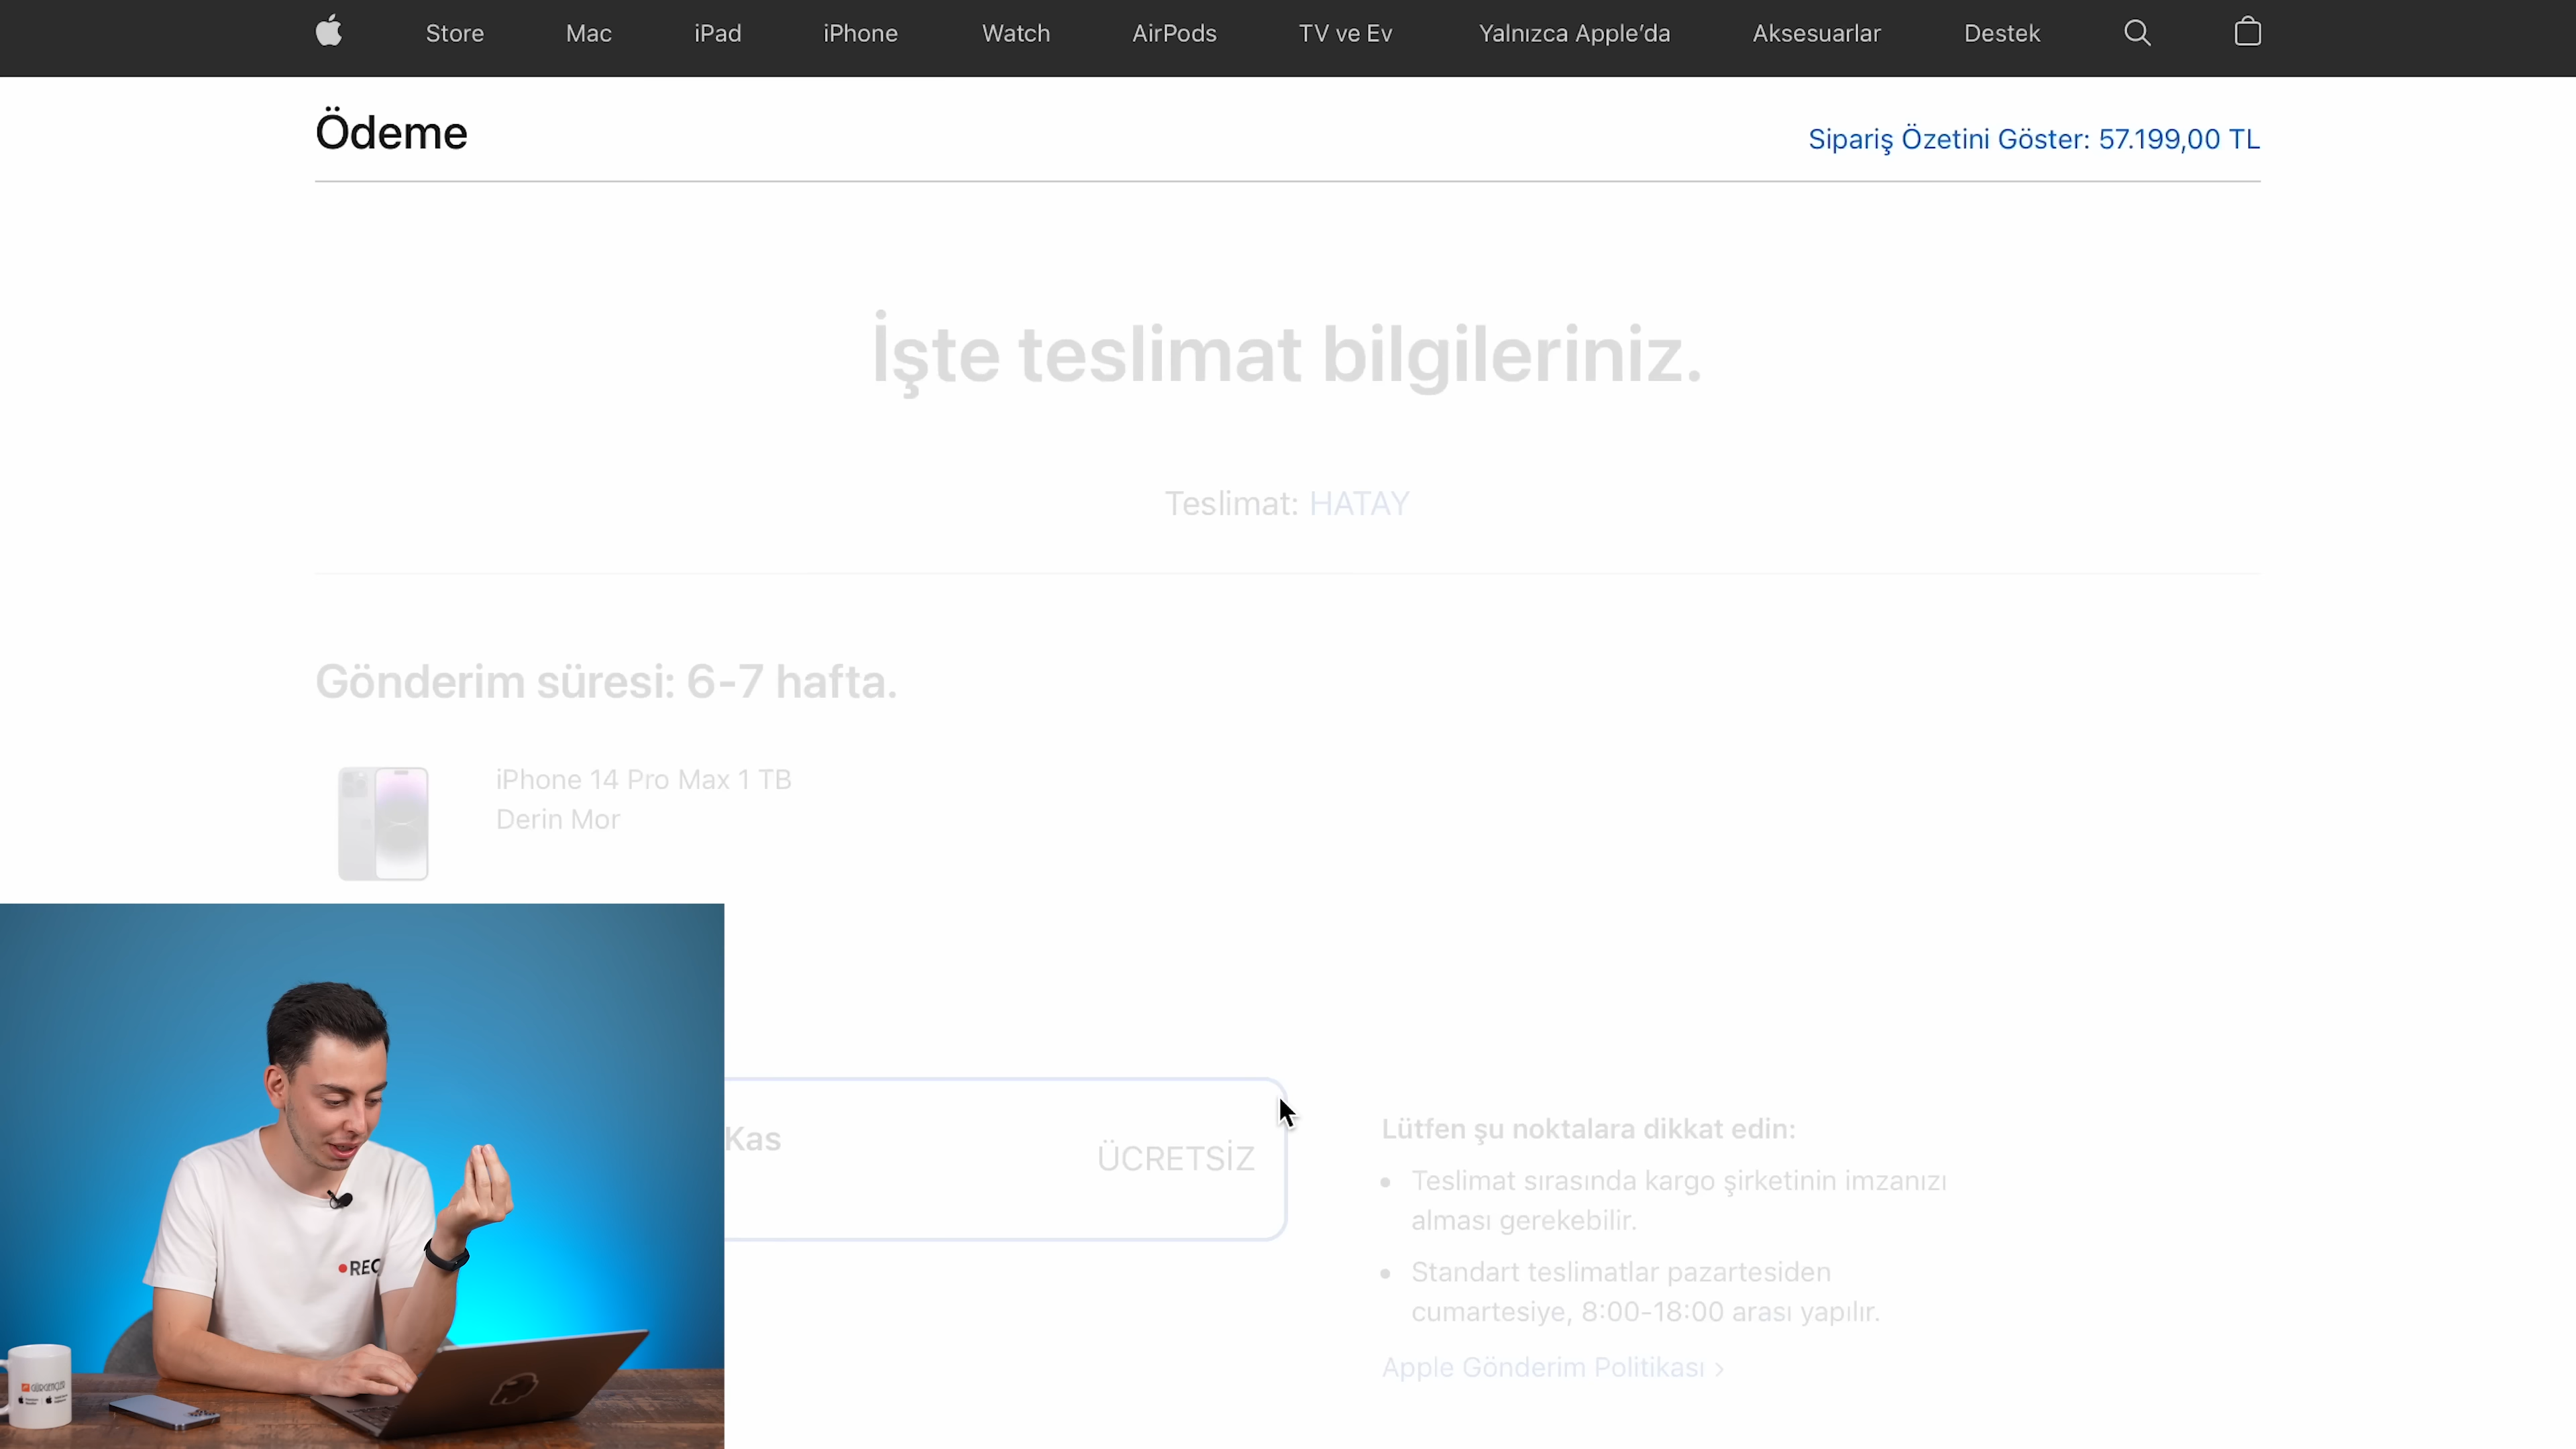 Store
Mac
iPad
iPhone
Watch
AirPods
TV ve Ev
Yalnızca Apple'da
Aksesuarlar
Destek
Ödeme
Sipariş Özetini Göster: 57.199,00 TL
İşte teslimat bilgileriniz.
Teslimat: HATAY
Gönderim süresi: 6-7 hafta.
iPhone 14 Pro Max 1 TB
Derin Mor
Kas
ÜCRETSİZ
Lütfen şu noktalara dikkat edin:
• Teslimat sırasında kargo şirketinin imzanızı
alması gerekebilir.
• Standart teslimatlar pazartesiden
cumartesiye, 8:00-18:00 arası yapılır.
Apple Gönderim Politikası >
REC
GÜRGENÇLER